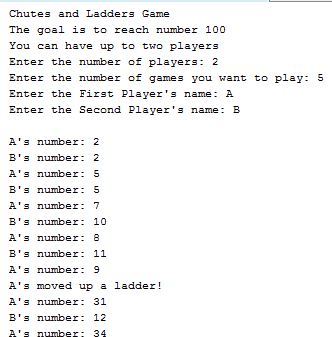 Chutes and Ladders Game
The goal is to reach number 100
You can have up to two players
Enter the number of players: 2
Enter the number of games you want to play: 5
Enter the First Player's name: A
Enter the Second Player's name: B

A's number: 2
B's number: 2
A's number: 5
B's number: 5
A's number: 7
B's number: 10
A's number: 8
B's number: 11
A's number: 9
A's moved up a ladder!
A's number: 31
B's number: 12
A's number: 34